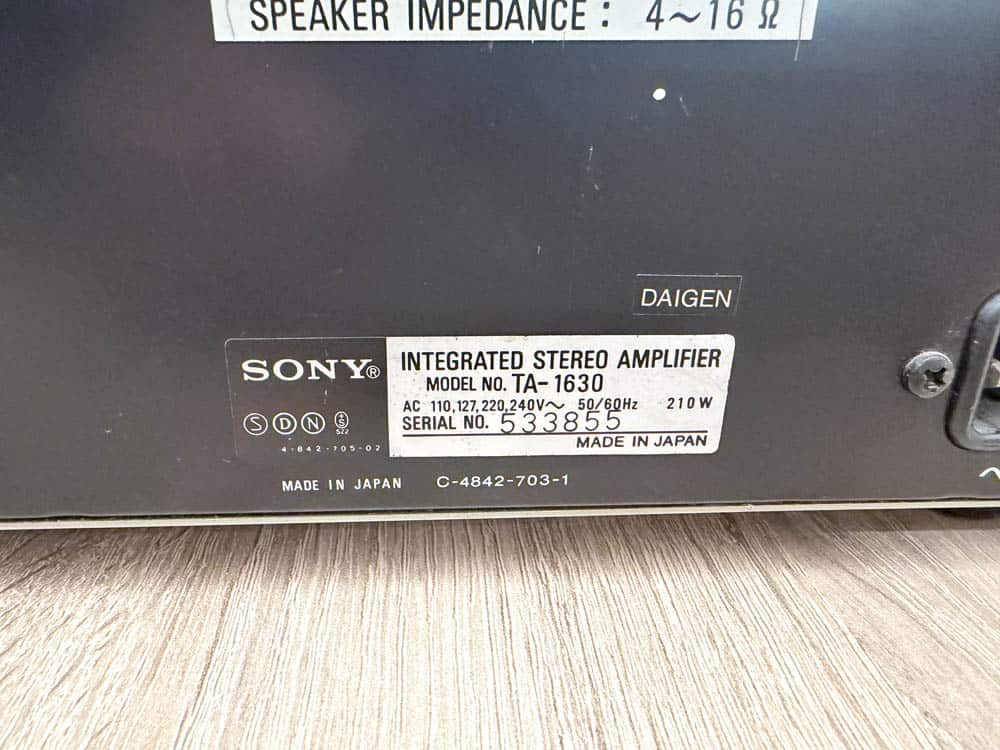 SPEAKER IMPEDANCE : 4~16 Ω
DAIGEN
SONY®
INTEGRATED STEREO AMPLIFIER
MODEL NO. TA-1630
AC 110,127,220,240V~ 50/60Hz 210W
SERIAL NO. 533855
MADE IN JAPAN
S D N
4-842-705-02
MADE IN JAPAN C-4842-703-1
~